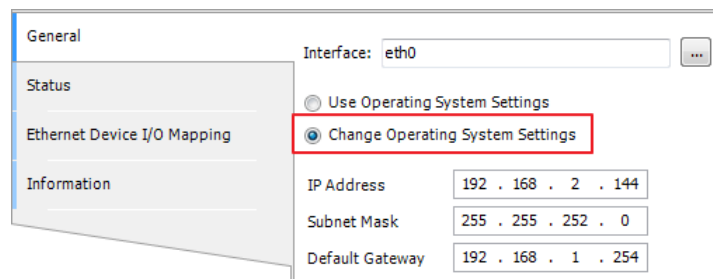 General
Status
Ethernet Device I/O Mapping
Information
Interface: eth0 ...
Use Operating System Settings
Change Operating System Settings
IP Address 192 . 168 . 2 . 144
Subnet Mask 255 . 255 . 252 . 0
Default Gateway 192 . 168 . 1 . 254